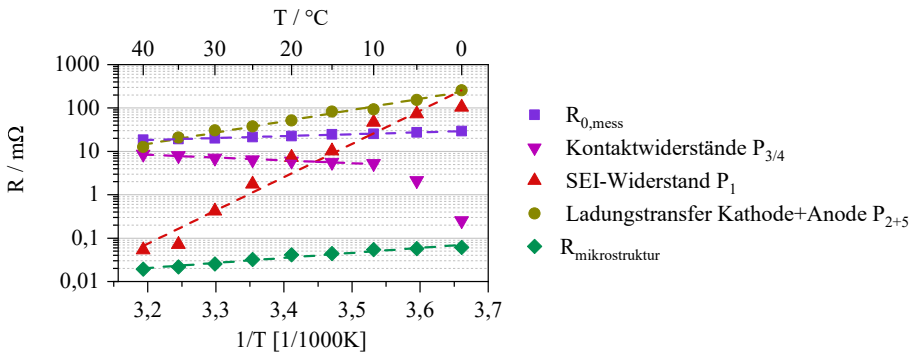 T / °C
40 30 20 10 0
1000
100
10
1
0,1
0,01
R / mΩ
3,2 3,3 3,4 3,5 3,6 3,7
1/T [1/1000K]
R0,mess
Kontaktwiderstände P3/4
SEI-Widerstand P1
Ladungstransfer Kathode+Anode P2+5
Rmikrostruktur